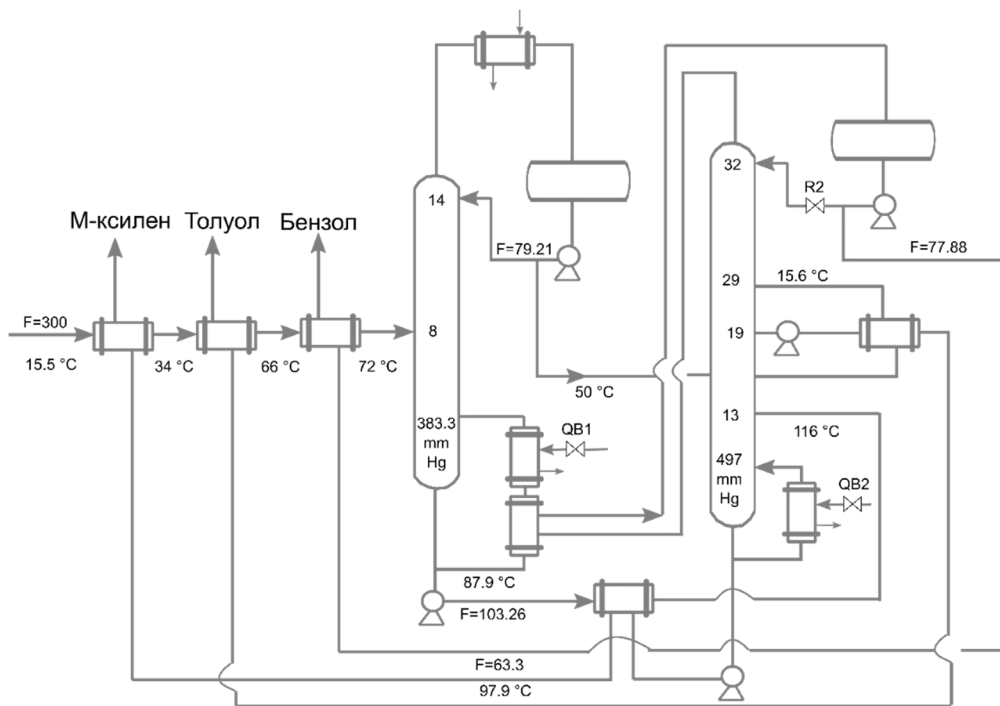 М-ксилен
Толуол
Бензол
F=300
15.5 °C
34 °C
66 °C
72 °C
14
8
383.3
mm
Hg
F=79.21
50 °C
QB1
87.9 °C
F=103.26
F=63.3
97.9 °C
32
29
19
13
497
mm
Hg
R2
F=77.88
15.6 °C
116 °C
QB2